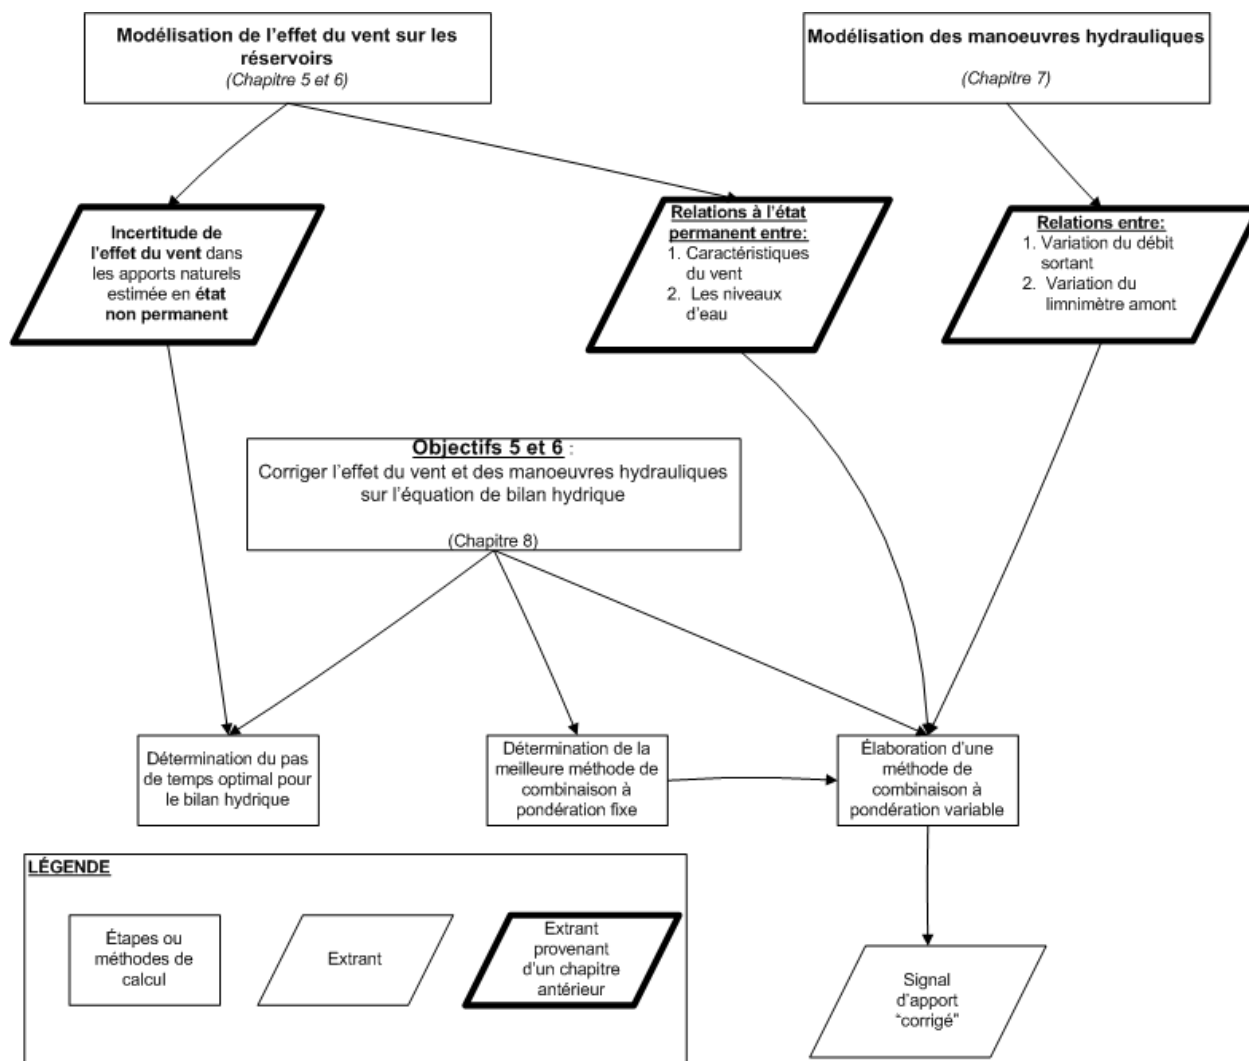 Modélisation de l'effet du vent sur les
réservoirs
(Chapitre 5 et 6)
Modélisation des manoeuvres hydrauliques
(Chapitre 7)
Incertitude de
l'effet du vent dans
les apports naturels
estimée en état
non permanent
Relations à l'état
permanent entre:
1. Caractéristiques
du vent
2. Les niveaux
d'eau
Relations entre:
1. Variation du débit
sortant
2. Variation du
limnimètre amont
Objectifs 5 et 6 :
Corriger l'effet du vent et des manoeuvres hydrauliques
sur l'équation de bilan hydrique
(Chapitre 8)
Détermination du pas
de temps optimal pour
le bilan hydrique
Détermination de la
meilleure méthode de
combinaison à
pondération fixe
Élaboration d'une
méthode de
combinaison à
pondération variable
LÉGENDE
Étapes ou
méthodes de
calcul
Extrant
Extrant
provenant
d'un chapitre
antérieur
Signal
d'apport
"corrigé"